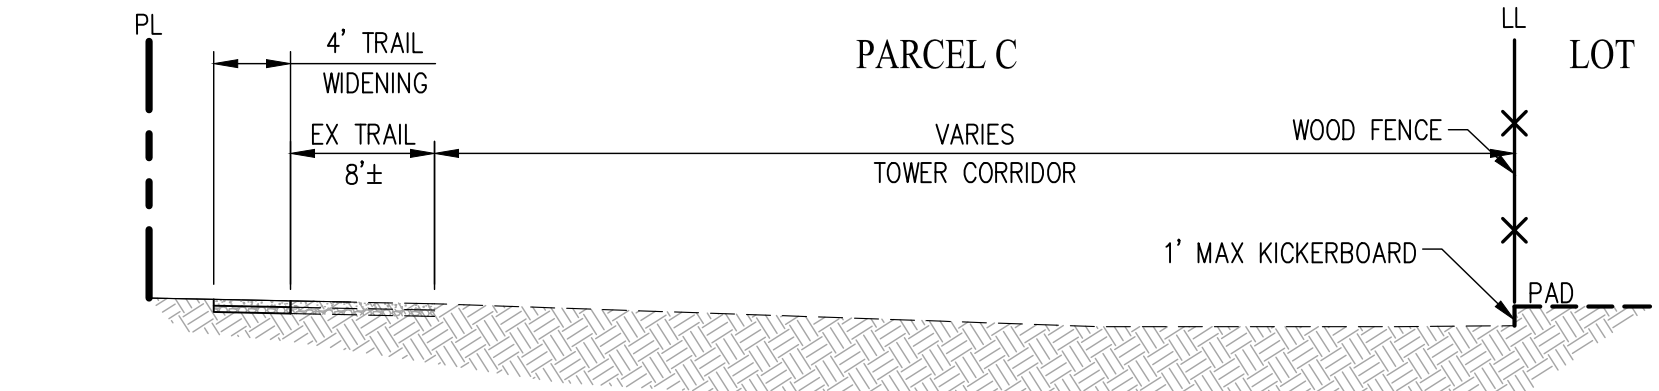 PL
4' TRAIL
WIDENING
PARCEL C
LL
LOT
EX TRAIL
8'±
VARIES
TOWER CORRIDOR
WOOD FENCE
1' MAX KICKERBOARD
PAD